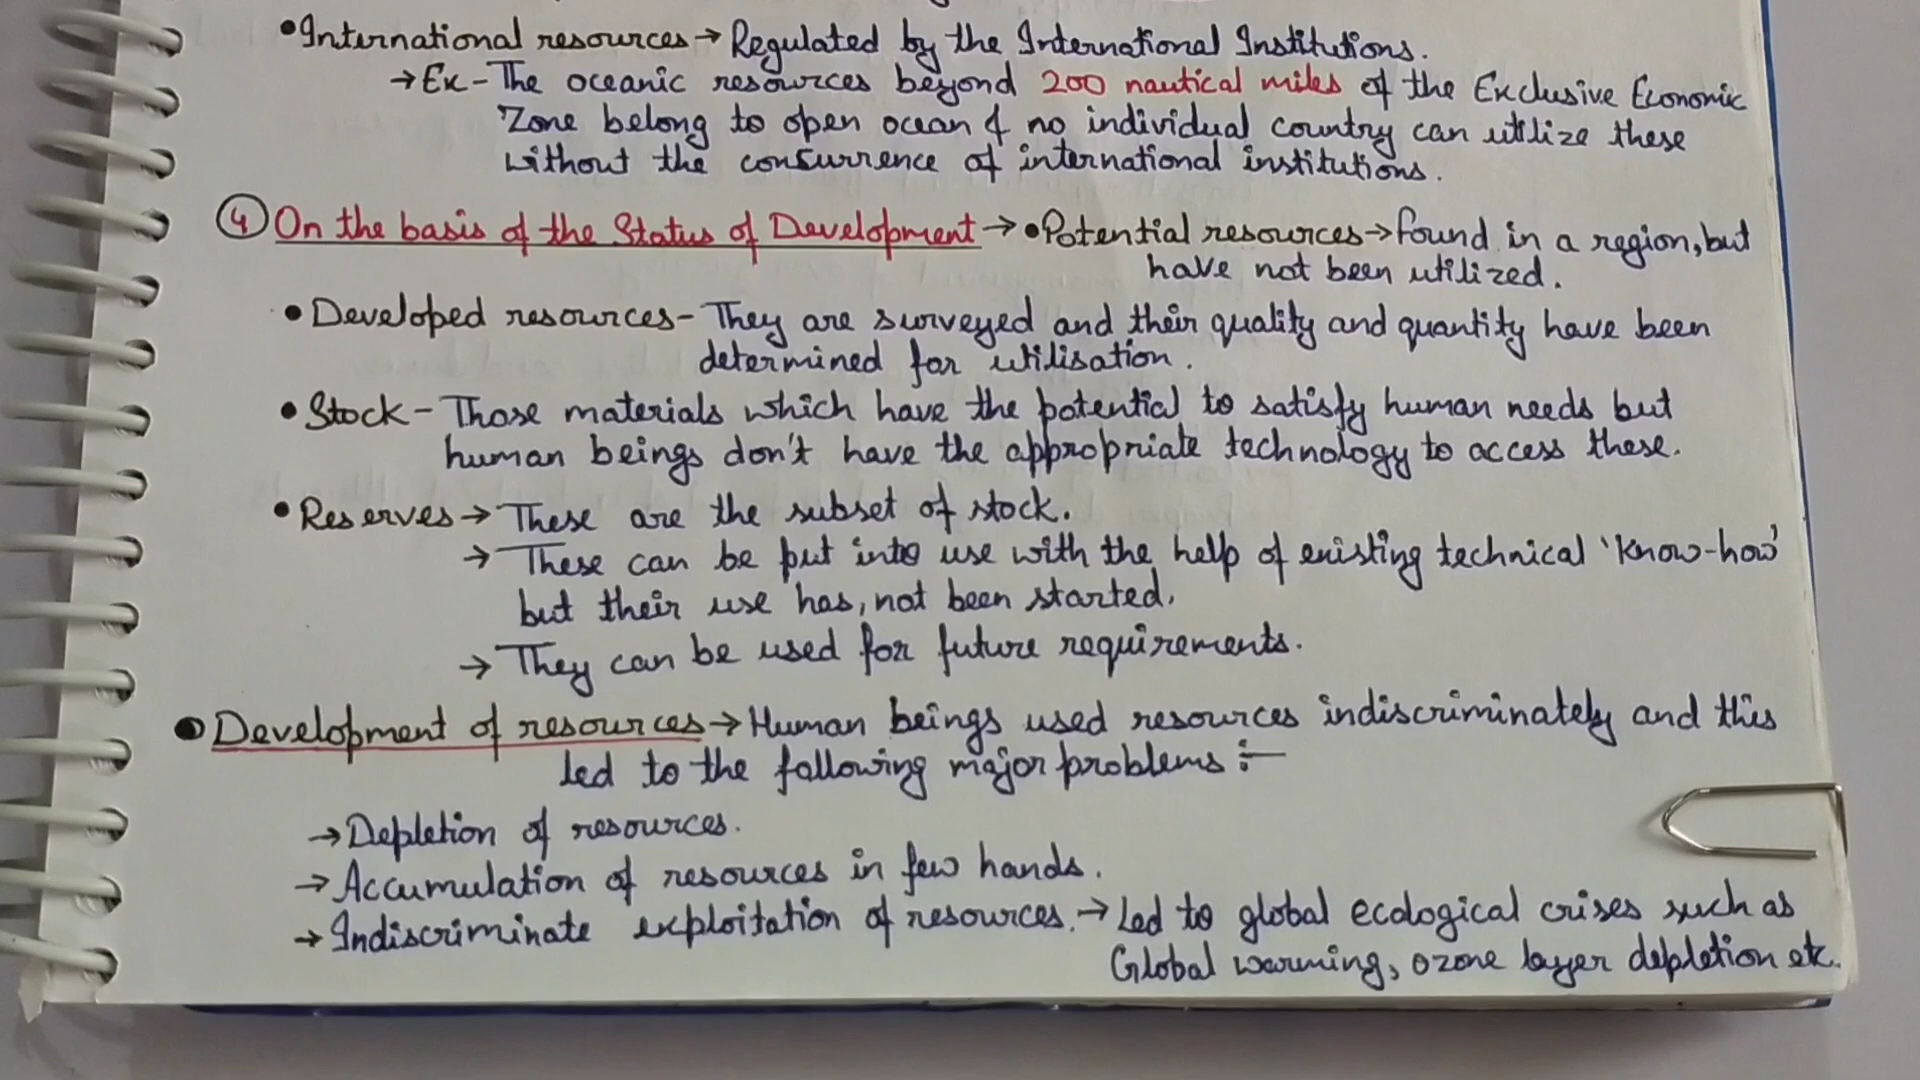 •International resources→ Regulated by the International Institutions.
→Ex-The oceanic resources beyond 200 nautical miles of the Exclusive Economic
Zone belong to open ocean & no individual country can utilize these
without the consurrence of international institutions.
④ On the basis of the Status of Development → •Potential resources→found in a region, but
have not been utilized.
• Developed resources- They are surveyed and their quality and quantity have been
determined for utilisation.
• Stock - Those materials which have the potential to satisfy human needs but
human beings don't have the appropriate technology to access these.
• Reserves → These are the subset of stock.
→ These can be put into use with the help of existing technical 'Know-how'
but their use has, not been started.
→ They can be used for future requirements.
• Development of resources→Human beings used resources indiscriminately and this
led to the following major problems :-
→Depletion of resources.
→ Accumulation of resources in few hands.
→ Indiscriminate exploitation of resources. → Led to global ecological crises such as
Global warming, ozone layer depletion etc.